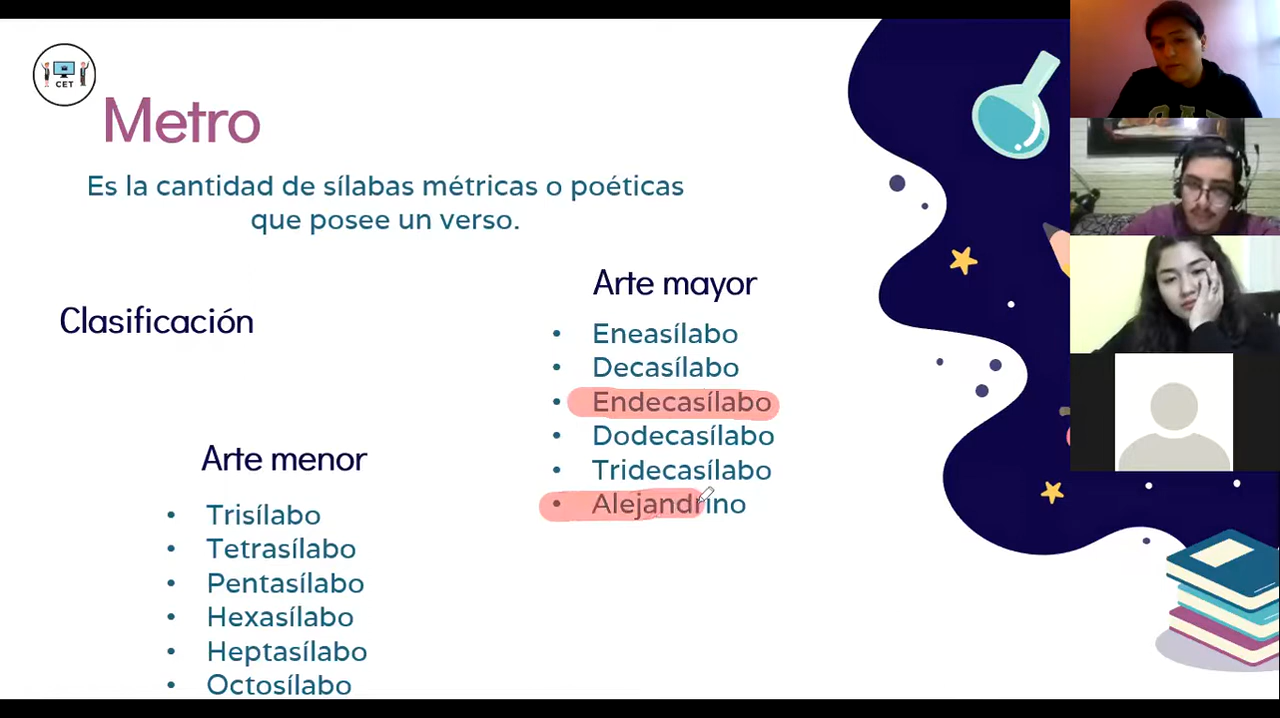 CET
Metro
Es la cantidad de sílabas métricas o poéticas
que posee un verso.
Clasificación
Arte menor
• Trisílabo
• Tetrasílabo
• Pentasílabo
• Hexasílabo
• Heptasílabo
• Octosílabo
Arte mayor
• Eneasílabo
• Decasílabo
• Endecasílabo
• Dodecasílabo
• Tridecasílabo
• Alejandrino